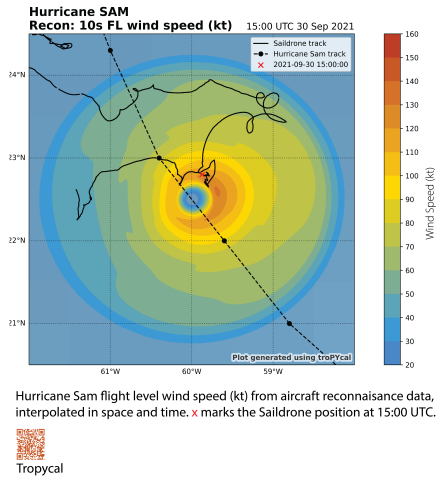 Hurricane SAM
Recon: 10s FL wind speed (kt)
15:00 UTC 30 Sep 2021
Saildrone track
Hurricane Sam track
2021-09-30 15:00:00
24°N
23°N
22°N
21°N
61°W
60°W
59°W
Plot generated using troPYcal
160
150
140
130
120
110
100
90
80
70
60
50
40
30
20
Wind Speed (kt)
Hurricane Sam flight level wind speed (kt) from aircraft reconnaisance data,
interpolated in space and time. x marks the Saildrone position at 15:00 UTC.
Tropycal